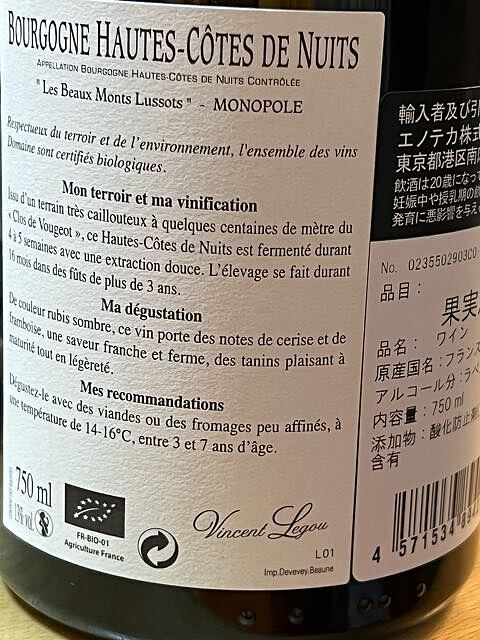 BOURGOGNE HAUTES-CÔTES DE NUITS
APPELLATION BOURGOGNE HAUTES-CÔTES DE NUITS CONTRÔLÉE
" Les Beaux Monts Lussots " - MONOPOLE
Respectueux du terroir et de l'environnement, l'ensemble des vins
Domaine sont certifiés biologiques.
Mon terroir et ma vinification
Issu d'un terrain très caillouteux à quelques centaines de mètre du
« Clos de Vougeot », ce Hautes-Côtes de Nuits est fermenté durant
4 à 5 semaines avec une extraction douce. L'élevage se fait durant
16 mois dans des fûts de plus de 3 ans.
Ma dégustation
De couleur rubis sombre, ce vin porte des notes de cerise et de
framboise, une saveur franche et ferme, des tanins plaisant à
maturité tout en légèreté.
Mes recommandations
Dégustez-le avec des viandes ou des fromages peu affinés, à
une température de 14-16°C, entre 3 et 7 ans d'âge.
750 ml
13% vol.
FR-BIO-01
Agriculture France
Vincent Legou
L01
Imp.Devevey.Beaune
輸入者及び引
エノテカ株式
東京都港区南
飲酒は20歳になって
妊娠中や授乳期の飲
発育に悪影響を与え
No. 0235502903C0-
品目：
果実
品名： ワイン
原産国名：フランス
アルコール分：ラベ
内容量：750 ml
添加物：酸化防止剤
含有
4 571534